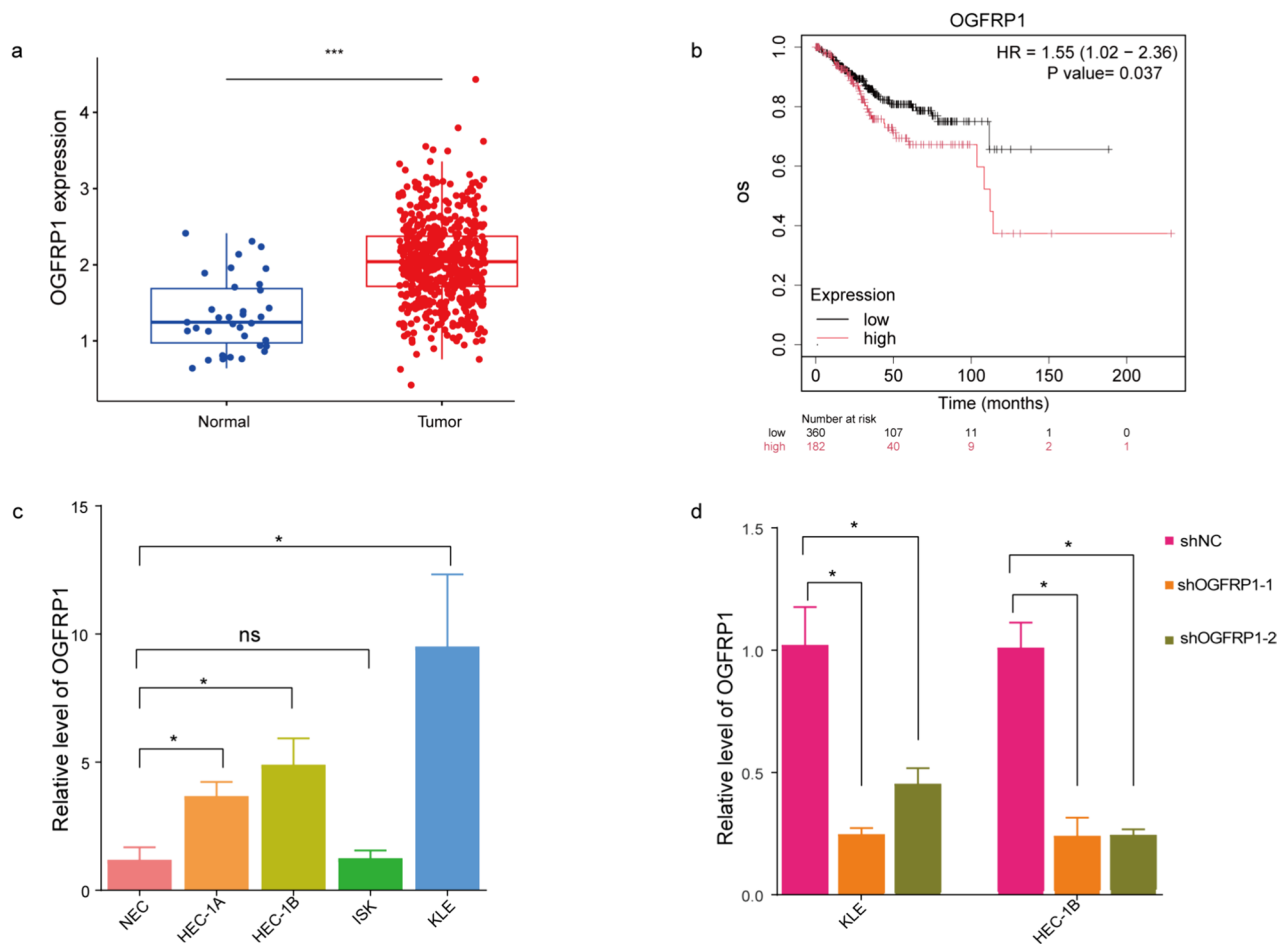 a
***
OGFRP1 expression
4
3
2
1
Normal
Tumor
b
OGFRP1
HR = 1.55 (1.02 − 2.36)
P value= 0.037
os
1.0
0.8
0.6
0.4
0.2
0.0
Expression
low
high
0
50
100
150
200
Time (months)
Number at risk
low 360 107 11 1 0
high 182 40 9 2 1
c
Relative level of OGFRP1
15
10
5
0
*
ns
*
*
NEC
HEC-1A
HEC-1B
ISK
KLE
d
Relative level of OGFRP1
1.5
1.0
0.5
0.0
*
*
*
*
KLE
HEC-1B
shNC
shOGFRP1-1
shOGFRP1-2